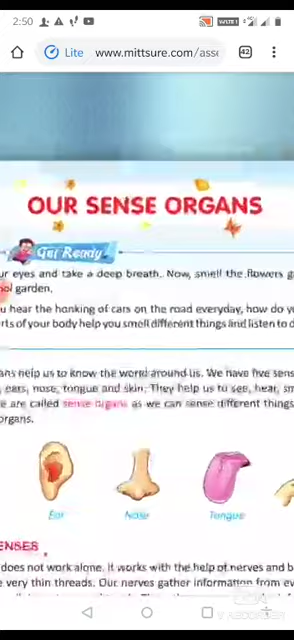 2:50
VoLTE 1
Lite www.mittsure.com/asse 42
OUR SENSE ORGANS
Get Ready
ur eyes and take a deep breath. Now, smell the flowers g
ol garden.
u hear the honking of cars on the road everyday, how do y
rts of your body help you smell different things and listen to d
ans help us to know the world around us. We have five sens
, ears, nose, tongue and skin. They help us to see, hear, sm
e are called sense organs as we can sense different things
organs.
Ear Nose Tongue
ENSES
does not work alone. It works with the help of nerves and b
e very thin threads. Our nerves gather information from ev
RECORDER